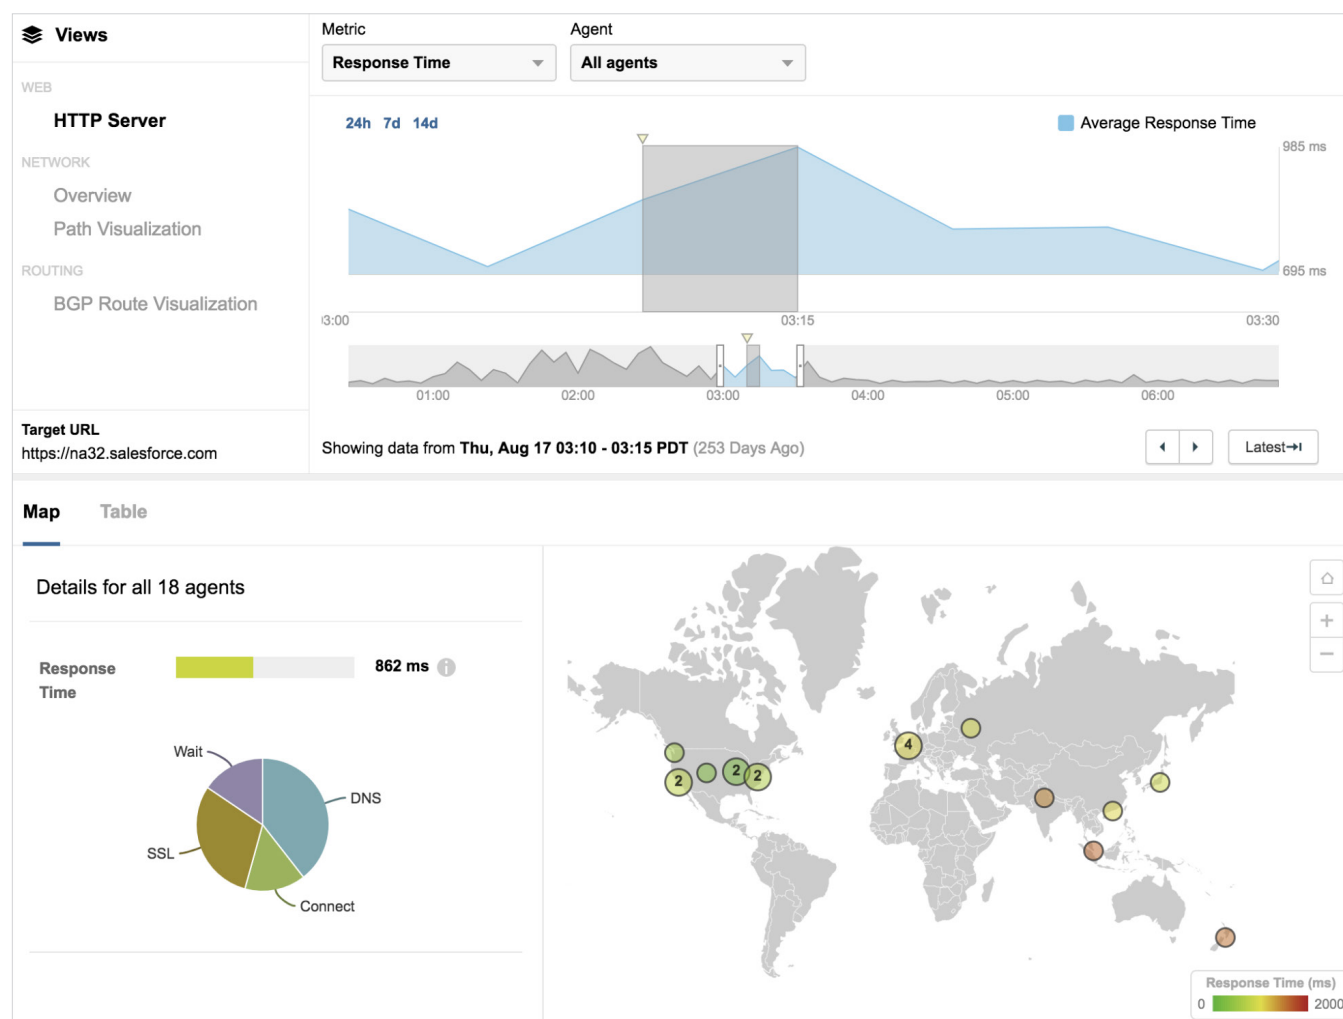 Views
WEB
HTTP Server
NETWORK
Overview
Path Visualization
ROUTING
BGP Route Visualization
Target URL
https://na32.salesforce.com
Metric
Agent
Response Time
All agents
24h 7d 14d
Average Response Time
985 ms
695 ms
03:00
03:15
03:30
01:00
02:00
03:00
04:00
05:00
06:00
Showing data from Thu, Aug 17 03:10 - 03:15 PDT (253 Days Ago)
Latest
Map
Table
Details for all 18 agents
Response
Time
862 ms
Wait
DNS
SSL
Connect
4
2
2
2
Response Time (ms)
0
2000